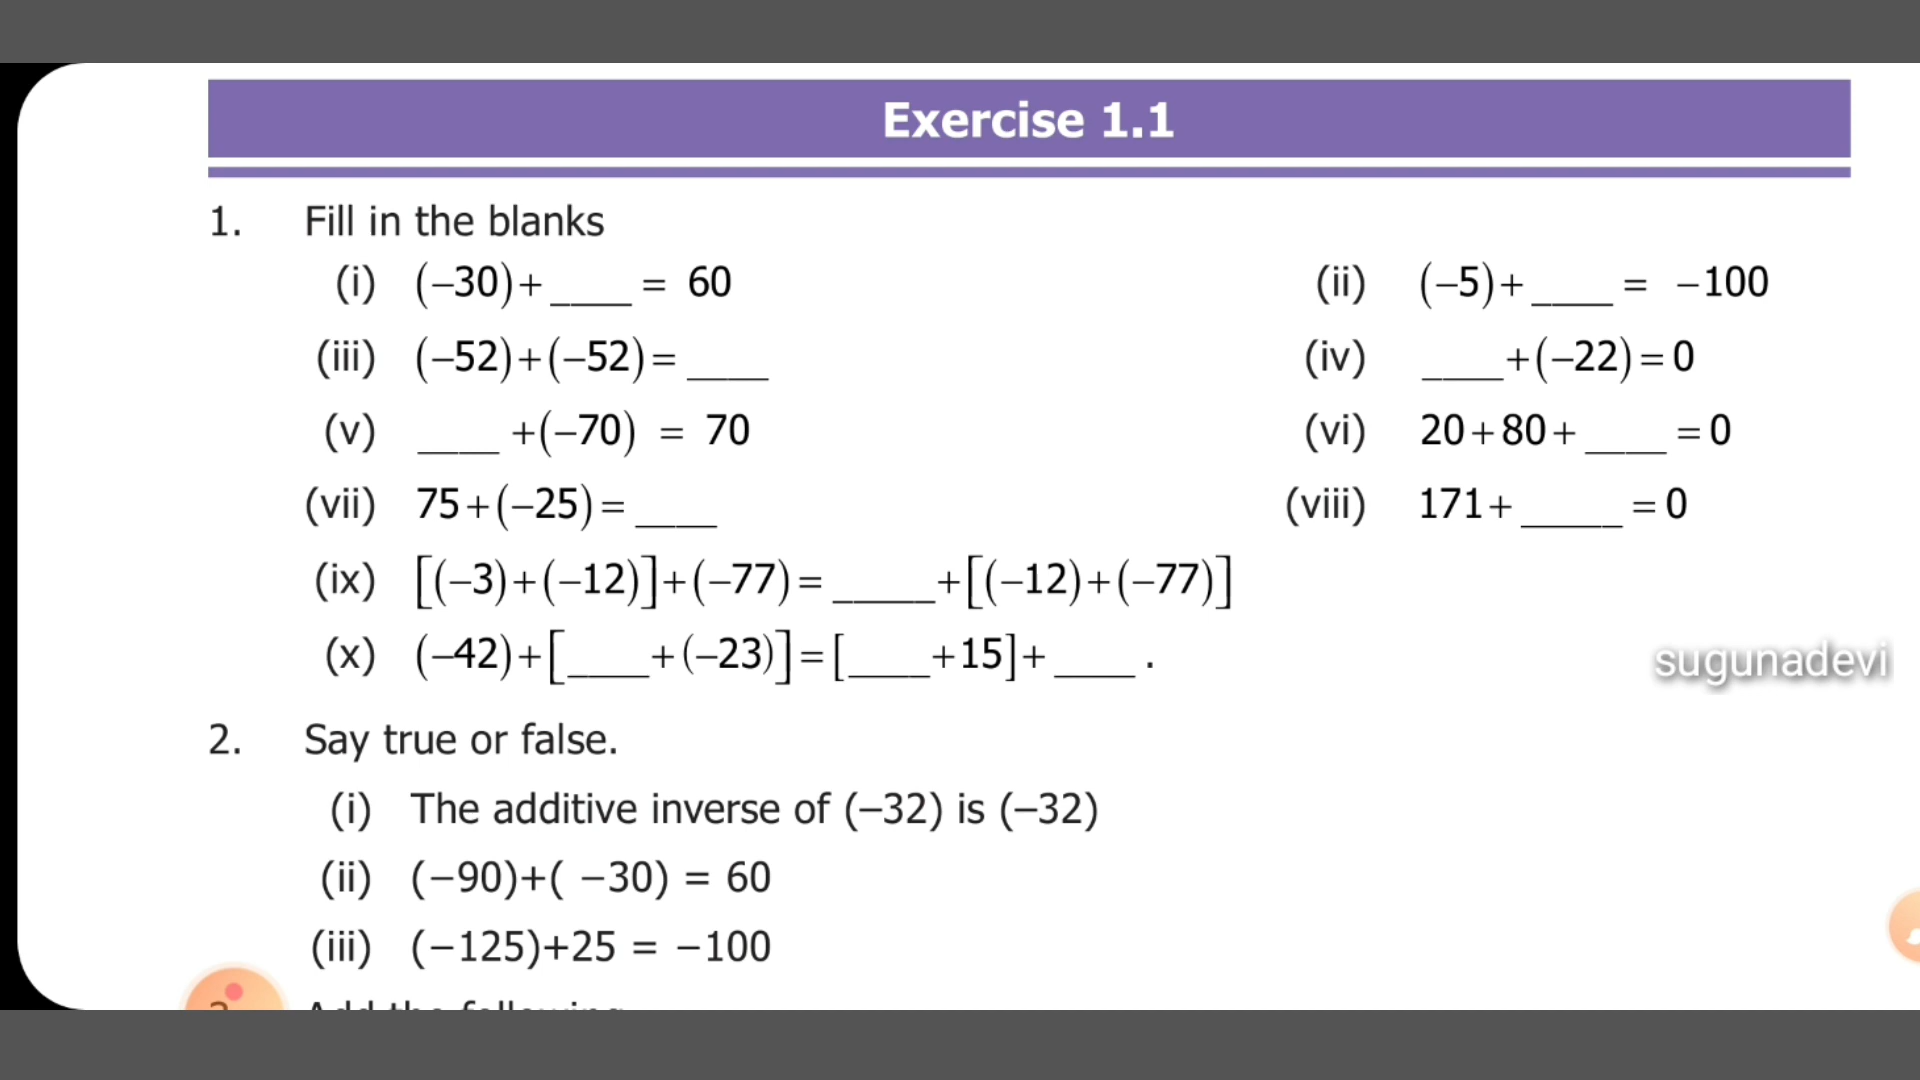 Exercise 1.1
1. Fill in the blanks
(i) (–30)+____ = 60 (ii) (–5)+____ = –100
(iii) (–52)+(–52)=____ (iv) ____+(–22)=0
(v) ____ +(–70) = 70 (vi) 20+80+____ =0
(vii) 75+(–25)=____ (viii) 171+_____=0
(ix) [(–3)+(–12)]+(–77)=_____+[(–12)+(–77)]
(x) (–42)+[____+(–23)]=[____+15]+____ .
sugunadevi
2. Say true or false.
(i) The additive inverse of (–32) is (–32)
(ii) (–90)+( –30) = 60
(iii) (–125)+25 = –100
Add the following